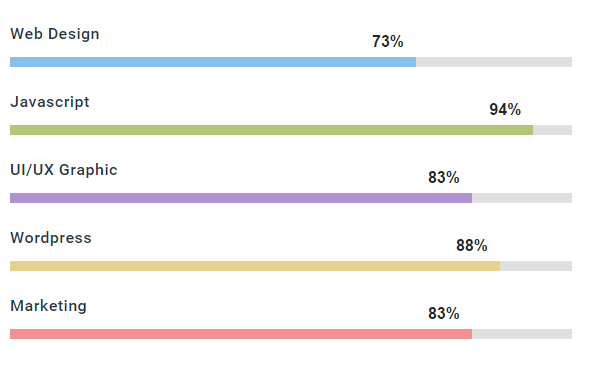 Web Design
73%
Javascript
94%
UI/UX Graphic
83%
Wordpress
88%
Marketing
83%